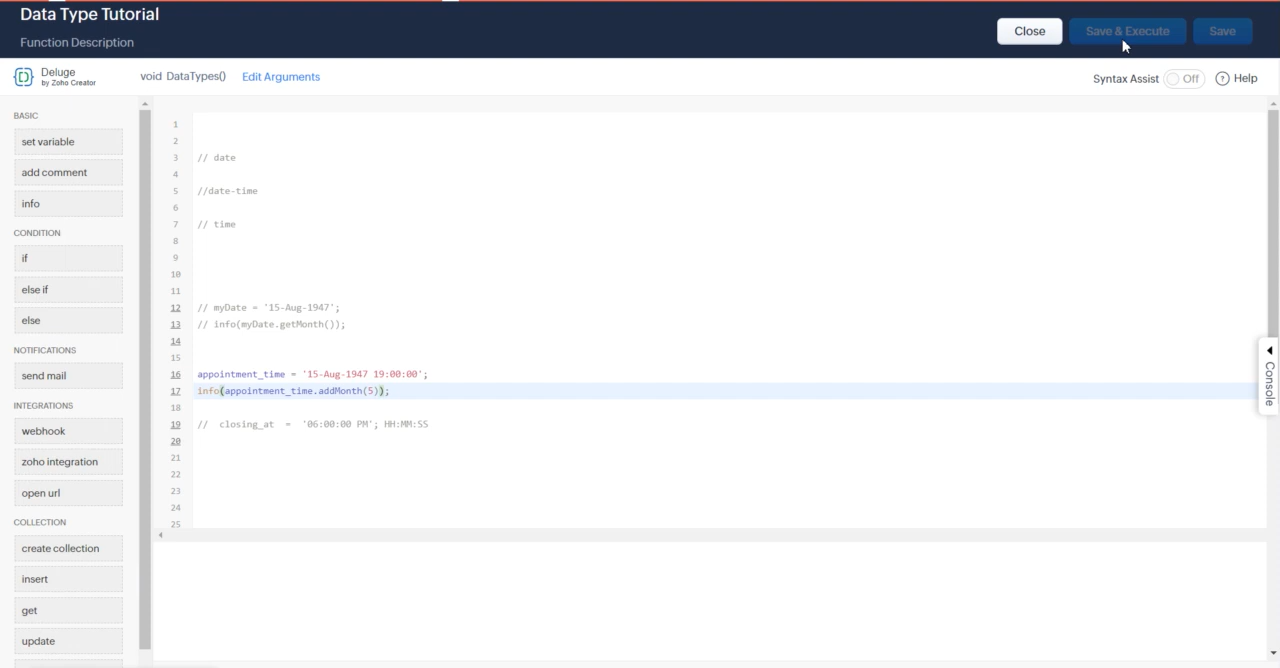 Data Type Tutorial
Function Description
Close
Save & Execute
Save
Deluge
by Zoho Creator
void DataTypes()
Edit Arguments
Syntax Assist
Off
? Help
BASIC
set variable
add comment
info
CONDITION
if
else if
else
NOTIFICATIONS
send mail
INTEGRATIONS
webhook
zoho integration
open url
COLLECTION
create collection
insert
get
update
1
2
3 // date
4
5 //date-time
6
7 // time
8
9
10
11
12 // myDate = '15-Aug-1947';
13 // info(myDate.getMonth());
14
15
16 appointment_time = '15-Aug-1947 19:00:00';
17 info(appointment_time.addMonth(5));
18
19 // closing_at = '06:00:00 PM'; HH:MM:SS
20
21
22
23
24
25
Console